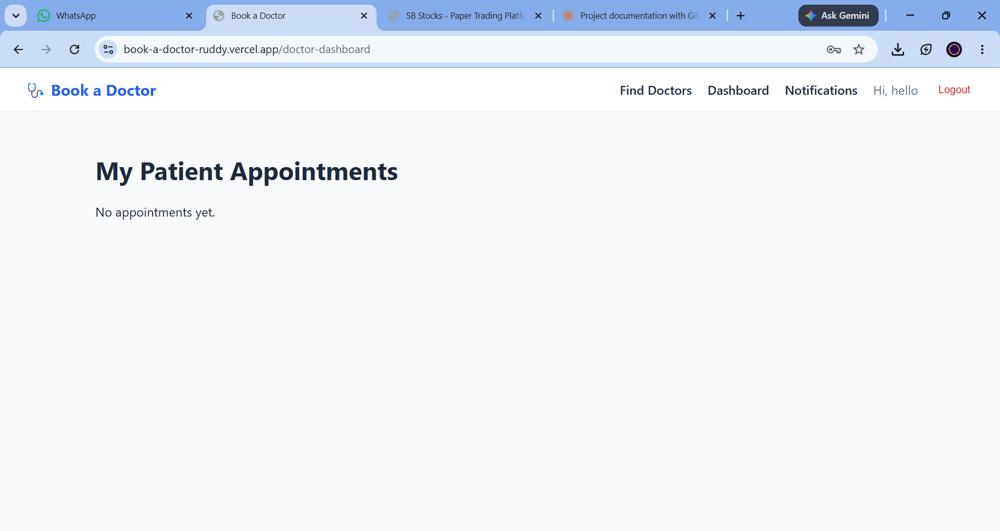 WhatsApp
Book a Doctor
SB Stocks - Paper Trading Platfo
Project documentation with Git
Ask Gemini
book-a-doctor-ruddy.vercel.app/doctor-dashboard
Book a Doctor
Find Doctors
Dashboard
Notifications
Hi, hello
Logout
My Patient Appointments
No appointments yet.